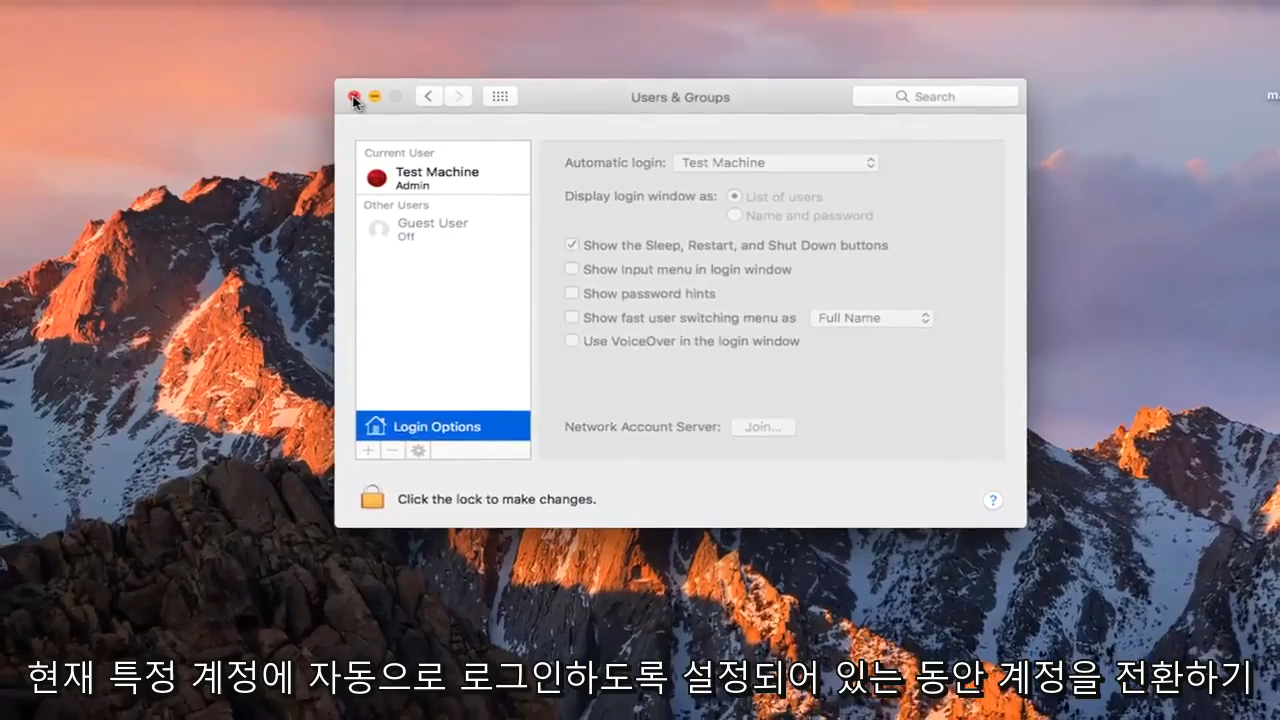 Users & Groups
Search
m
Current User
Test Machine
Admin
Other Users
Guest User
Off
Login Options
Automatic login: Test Machine
Display login window as: List of users
Name and password
Show the Sleep, Restart, and Shut Down buttons
Show Input menu in login window
Show password hints
Show fast user switching menu as Full Name
Use VoiceOver in the login window
Network Account Server: Join...
Click the lock to make changes.
?
현재 특정 계정에 자동으로 로그인하도록 설정되어 있는 동안 계정을 전환하기